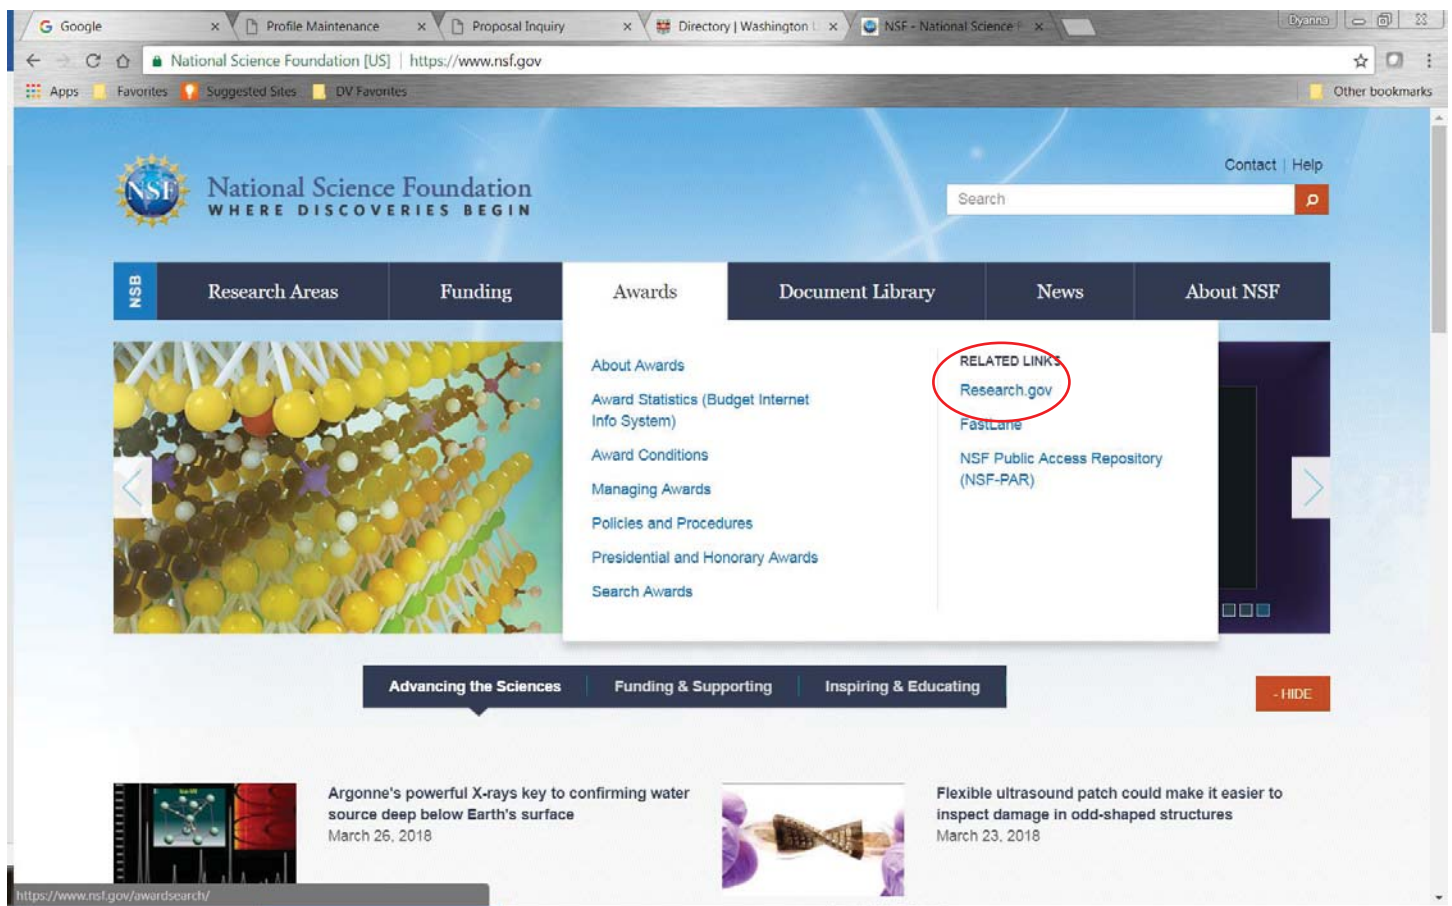 Google
Profile Maintenance
Proposal Inquiry
Directory | Washington
NSF - National Science
Dyanna
National Science Foundation [US] | https://www.nsf.gov
Apps
Favorites
Suggested Sites
DV Favorites
Other bookmarks
Contact | Help
NSF
National Science Foundation
WHERE DISCOVERIES BEGIN
Search
NSB
Research Areas
Funding
Awards
Document Library
News
About NSF
About Awards
Award Statistics (Budget Internet
Info System)
Award Conditions
Managing Awards
Policies and Procedures
Presidential and Honorary Awards
Search Awards
RELATED LINKS
Research.gov
FastLane
NSF Public Access Repository
(NSF-PAR)
Advancing the Sciences
Funding & Supporting
Inspiring & Educating
- HIDE
Argonne's powerful X-rays key to confirming water
source deep below Earth's surface
March 26, 2018
Flexible ultrasound patch could make it easier to
inspect damage in odd-shaped structures
March 23, 2018
https://www.nsf.gov/awardsearch/